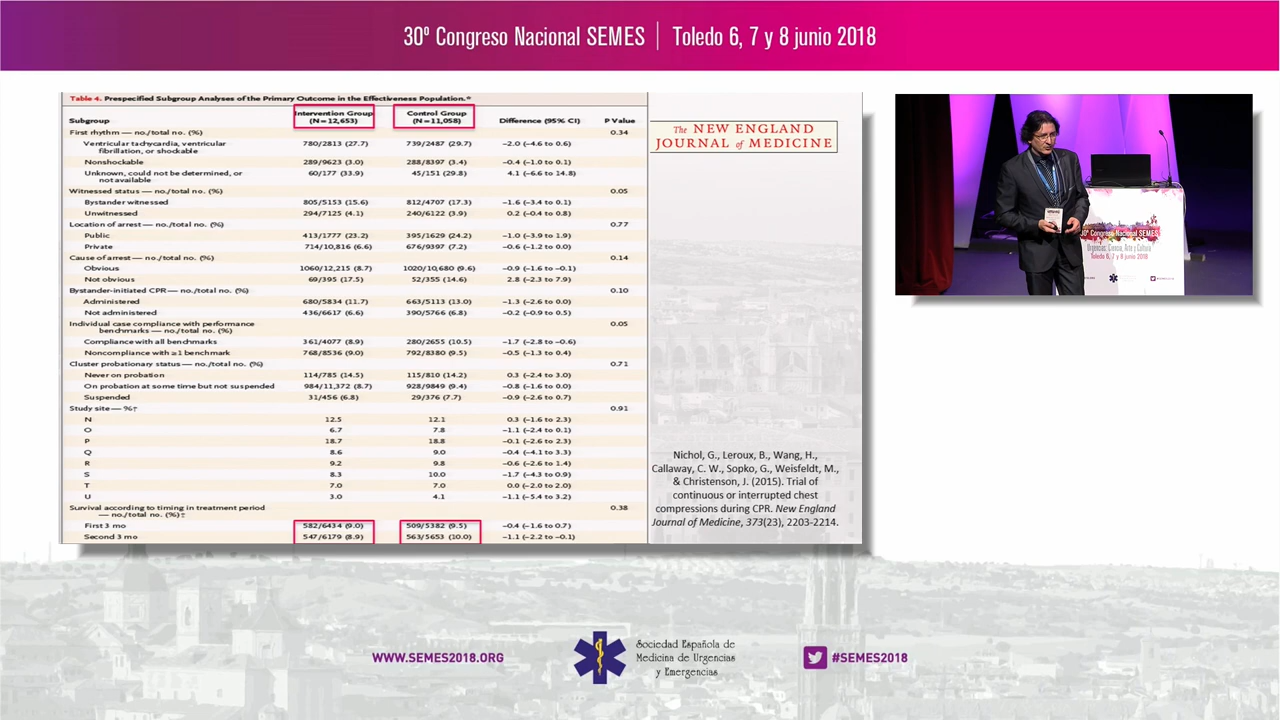 30º Congreso Nacional SEMES | Toledo 6, 7 y 8 junio 2018
Table 4. Prespecified Subgroup Analyses of the Primary Outcome in the Effectiveness Population.*
Subgroup Intervention Group (N=12,653) Control Group (N=11,058) Difference (95% CI) P Value
First rhythm — no./total no. (%) 0.34
Ventricular tachycardia, ventricular fibrillation, or shockable 780/2813 (27.7) 739/2487 (29.7) −2.0 (−4.6 to 0.6)
Nonshockable 289/9623 (3.0) 288/8397 (3.4) −0.4 (−1.0 to 0.1)
Unknown, could not be determined, or not available 60/177 (33.9) 45/151 (29.8) 4.1 (−6.6 to 14.8)
Witnessed status — no./total no. (%) 0.05
Bystander witnessed 805/5153 (15.6) 812/4707 (17.3) −1.6 (−3.4 to 0.1)
Unwitnessed 294/7125 (4.1) 240/6122 (3.9) 0.2 (−0.4 to 0.8)
Location of arrest — no./total no. (%) 0.77
Public 413/1777 (23.2) 395/1629 (24.2) −1.0 (−3.9 to 1.9)
Private 714/10,816 (6.6) 676/9397 (7.2) −0.6 (−1.2 to 0.0)
Cause of arrest — no./total no. (%) 0.14
Obvious 1060/12,215 (8.7) 1020/10,680 (9.6) −0.9 (−1.6 to −0.1)
Not obvious 69/395 (17.5) 52/355 (14.6) 2.8 (−2.3 to 7.9)
Bystander-initiated CPR — no./total no. (%) 0.10
Administered 680/5834 (11.7) 663/5113 (13.0) −1.3 (−2.6 to 0.0)
Not administered 436/6617 (6.6) 390/5766 (6.8) −0.2 (−0.9 to 0.5)
Individual case compliance with performance benchmarks — no./total no. (%) 0.05
Compliance with all benchmarks 361/4077 (8.9) 280/2655 (10.5) −1.7 (−2.8 to −0.6)
Noncompliance with ≥1 benchmark 768/8536 (9.0) 792/8380 (9.5) −0.5 (−1.3 to 0.4)
Cluster probationary status — no./total no. (%) 0.71
Never on probation 114/785 (14.5) 115/810 (14.2) 0.3 (−2.4 to 3.0)
On probation at some time but not suspended 984/11,372 (8.7) 928/9849 (9.4) −0.8 (−1.6 to 0.0)
Suspended 31/456 (6.8) 29/376 (7.7) −0.9 (−2.6 to 0.7)
Study site — %† 0.91
N 12.5 12.1 0.3 (−1.6 to 2.3)
O 6.7 7.8 −1.1 (−2.4 to 0.1)
P 18.7 18.8 −0.1 (−2.6 to 2.3)
Q 8.6 9.0 −0.4 (−4.1 to 3.3)
R 9.2 9.8 −0.6 (−2.6 to 1.4)
S 8.3 10.0 −1.7 (−4.3 to 0.9)
T 7.0 7.0 0.0 (−2.0 to 2.0)
U 3.0 4.1 −1.1 (−5.4 to 3.2)
Survival according to timing in treatment period — no./total no. (%)‡ 0.38
First 3 mo 582/6434 (9.0) 509/5382 (9.5) −0.4 (−1.6 to 0.7)
Second 3 mo 547/6179 (8.9) 563/5653 (10.0) −1.1 (−2.2 to −0.1)
The NEW ENGLAND
JOURNAL of MEDICINE
Nichol, G., Leroux, B., Wang, H.,
Callaway, C. W., Sopko, G., Weisfeldt, M.,
& Christenson, J. (2015). Trial of
continuous or interrupted chest
compressions during CPR. New England
Journal of Medicine, 373(23), 2203-2214.
30º Congreso Nacional SEMES
Urgencias: Ciencia, Arte y Cultura
Toledo 6, 7 y 8 junio 2018
WWW.SEMES2018.ORG
Sociedad Española de
Medicina de Urgencias
y Emergencias
#SEMES2018